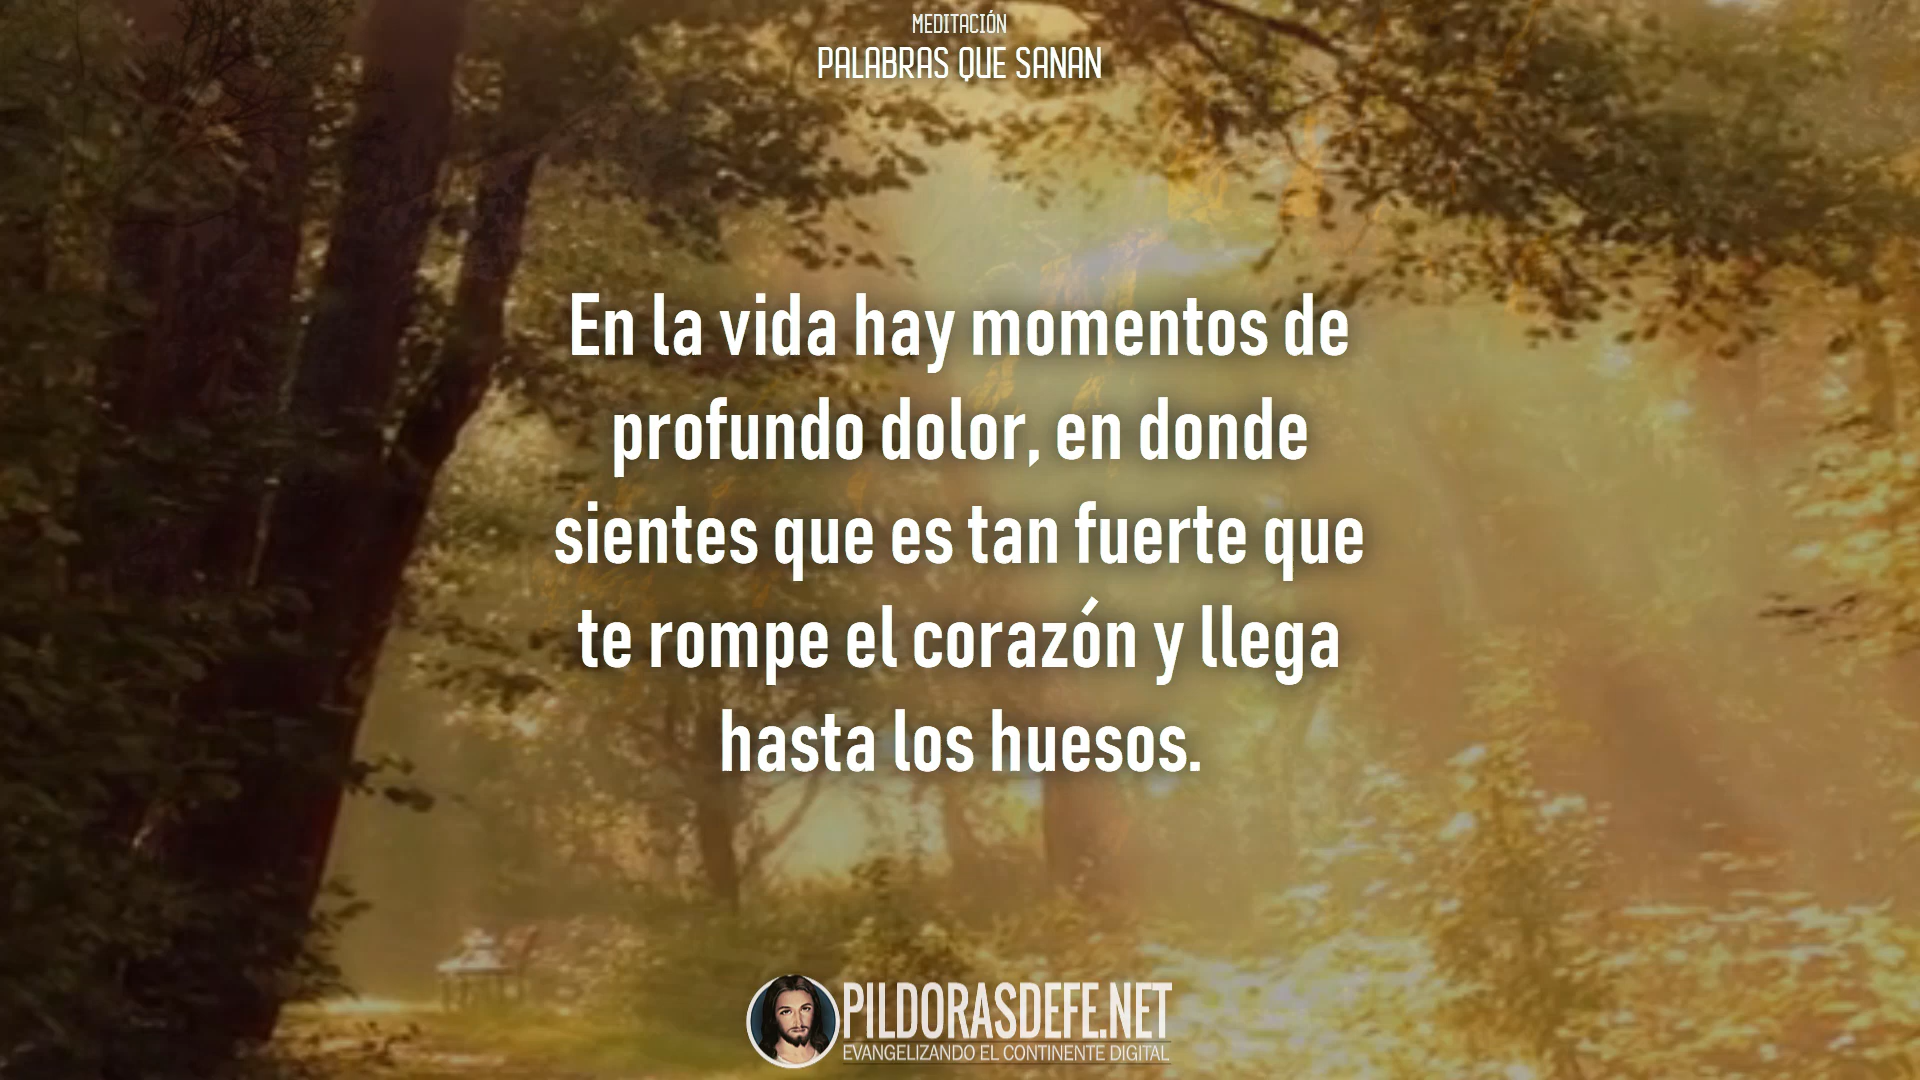 MEDITACIÓN
PALABRAS QUE SANAN
En la vida hay momentos de
profundo dolor, en donde
sientes que es tan fuerte que
te rompe el corazón y llega
hasta los huesos.
PILDORASDEFE.NET
EVANGELIZANDO EL CONTINENTE DIGITAL